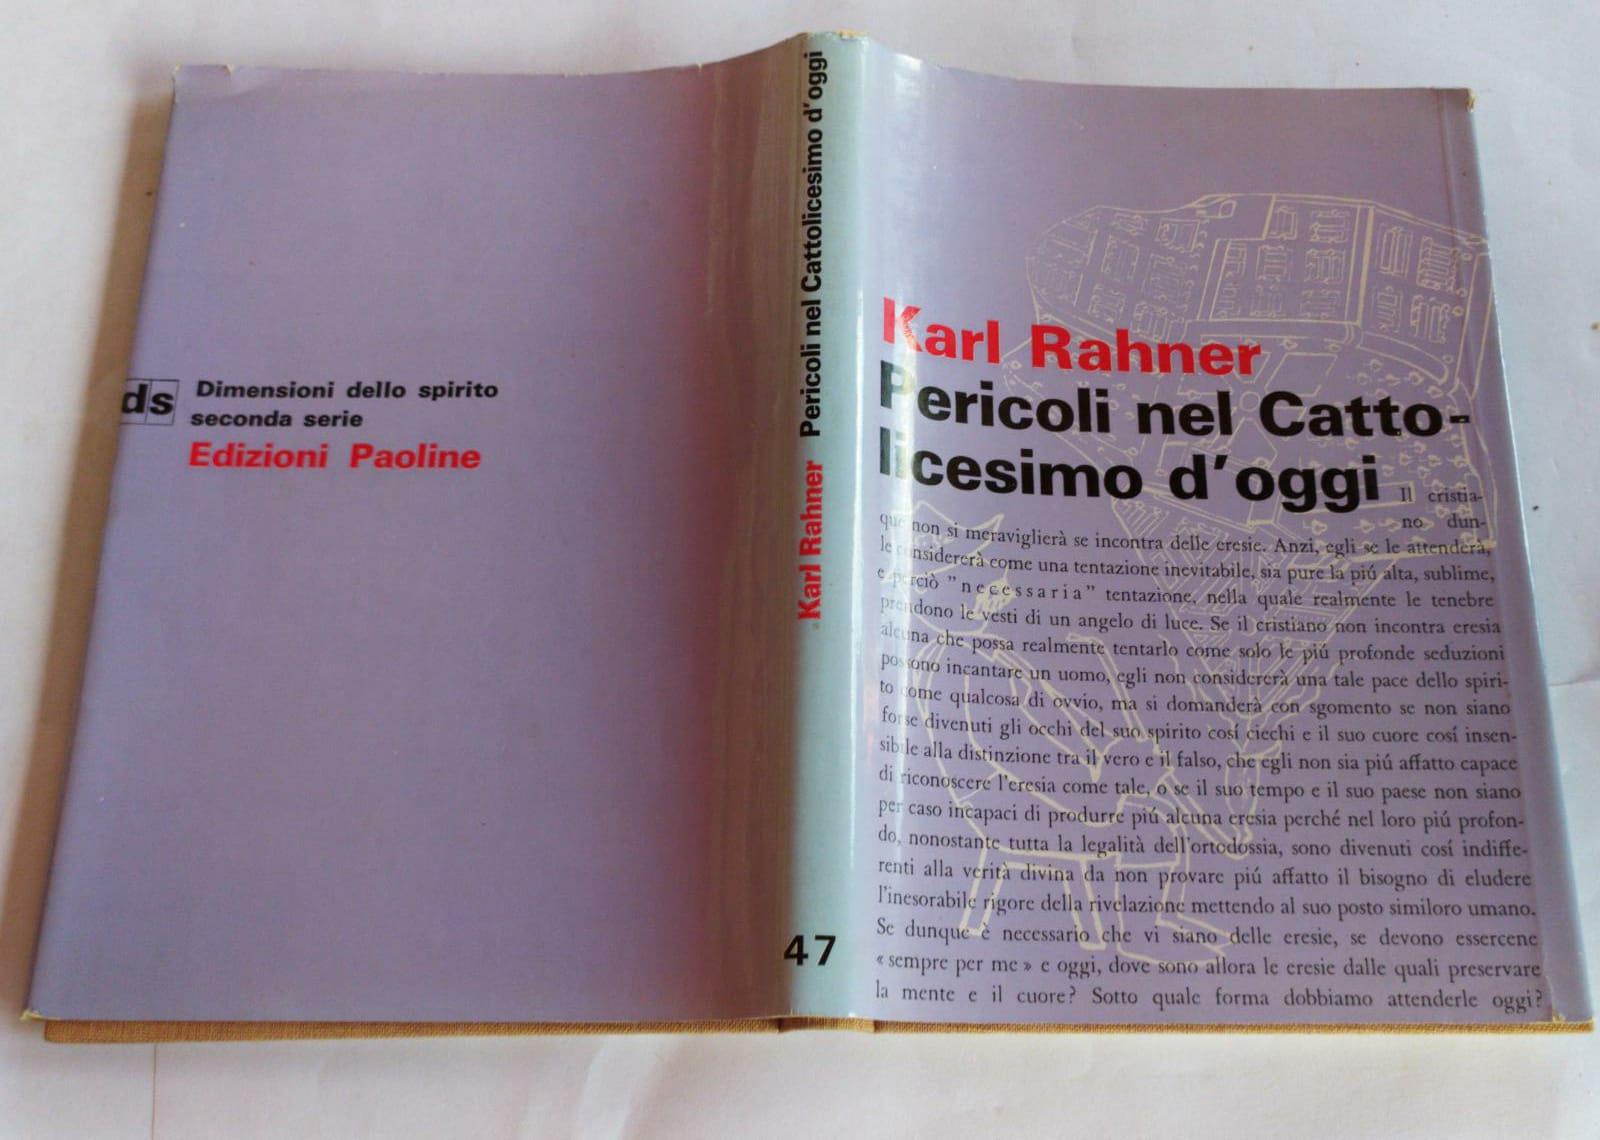 ds
Dimensioni dello spirito
seconda serie
Edizioni Paoline
Karl Rahner Pericoli nel Cattolicesimo d'oggi
47
Karl Rahner
Pericoli nel Catto-
licesimo d'oggi
Il cristia-
no dun-
que non si meraviglierà se incontra delle eresie. Anzi, egli se le attenderà,
le considererà come una tentazione inevitabile, sia pure la piú alta, sublime,
e perciò "necessaria" tentazione, nella quale realmente le tenebre
prendono le vesti di un angelo di luce. Se il cristiano non incontra eresia
alcuna che possa realmente tentarlo come solo le piú profonde seduzioni
possono incantare un uomo, egli non considererà una tale pace dello spiri-
to come qualcosa di ovvio, ma si domanderà con sgomento se non siano
forse divenuti gli occhi del suo spirito cosí ciechi e il suo cuore cosí insen-
sibile alla distinzione tra il vero e il falso, che egli non sia piú affatto capace
di riconoscere l'eresia come tale, o se il suo tempo e il suo paese non siano
per caso incapaci di produrre piú alcuna eresia perché nel loro piú profon-
do, nonostante tutta la legalità dell'ortodossia, sono divenuti cosí indiffe-
renti alla verità divina da non provare piú affatto il bisogno di eludere
l'inesorabile rigore della rivelazione mettendo al suo posto similoro umano.
Se dunque è necessario che vi siano delle eresie, se devono essercene
« sempre per me » e oggi, dove sono allora le eresie dalle quali preservare
la mente e il cuore? Sotto quale forma dobbiamo attenderle oggi?